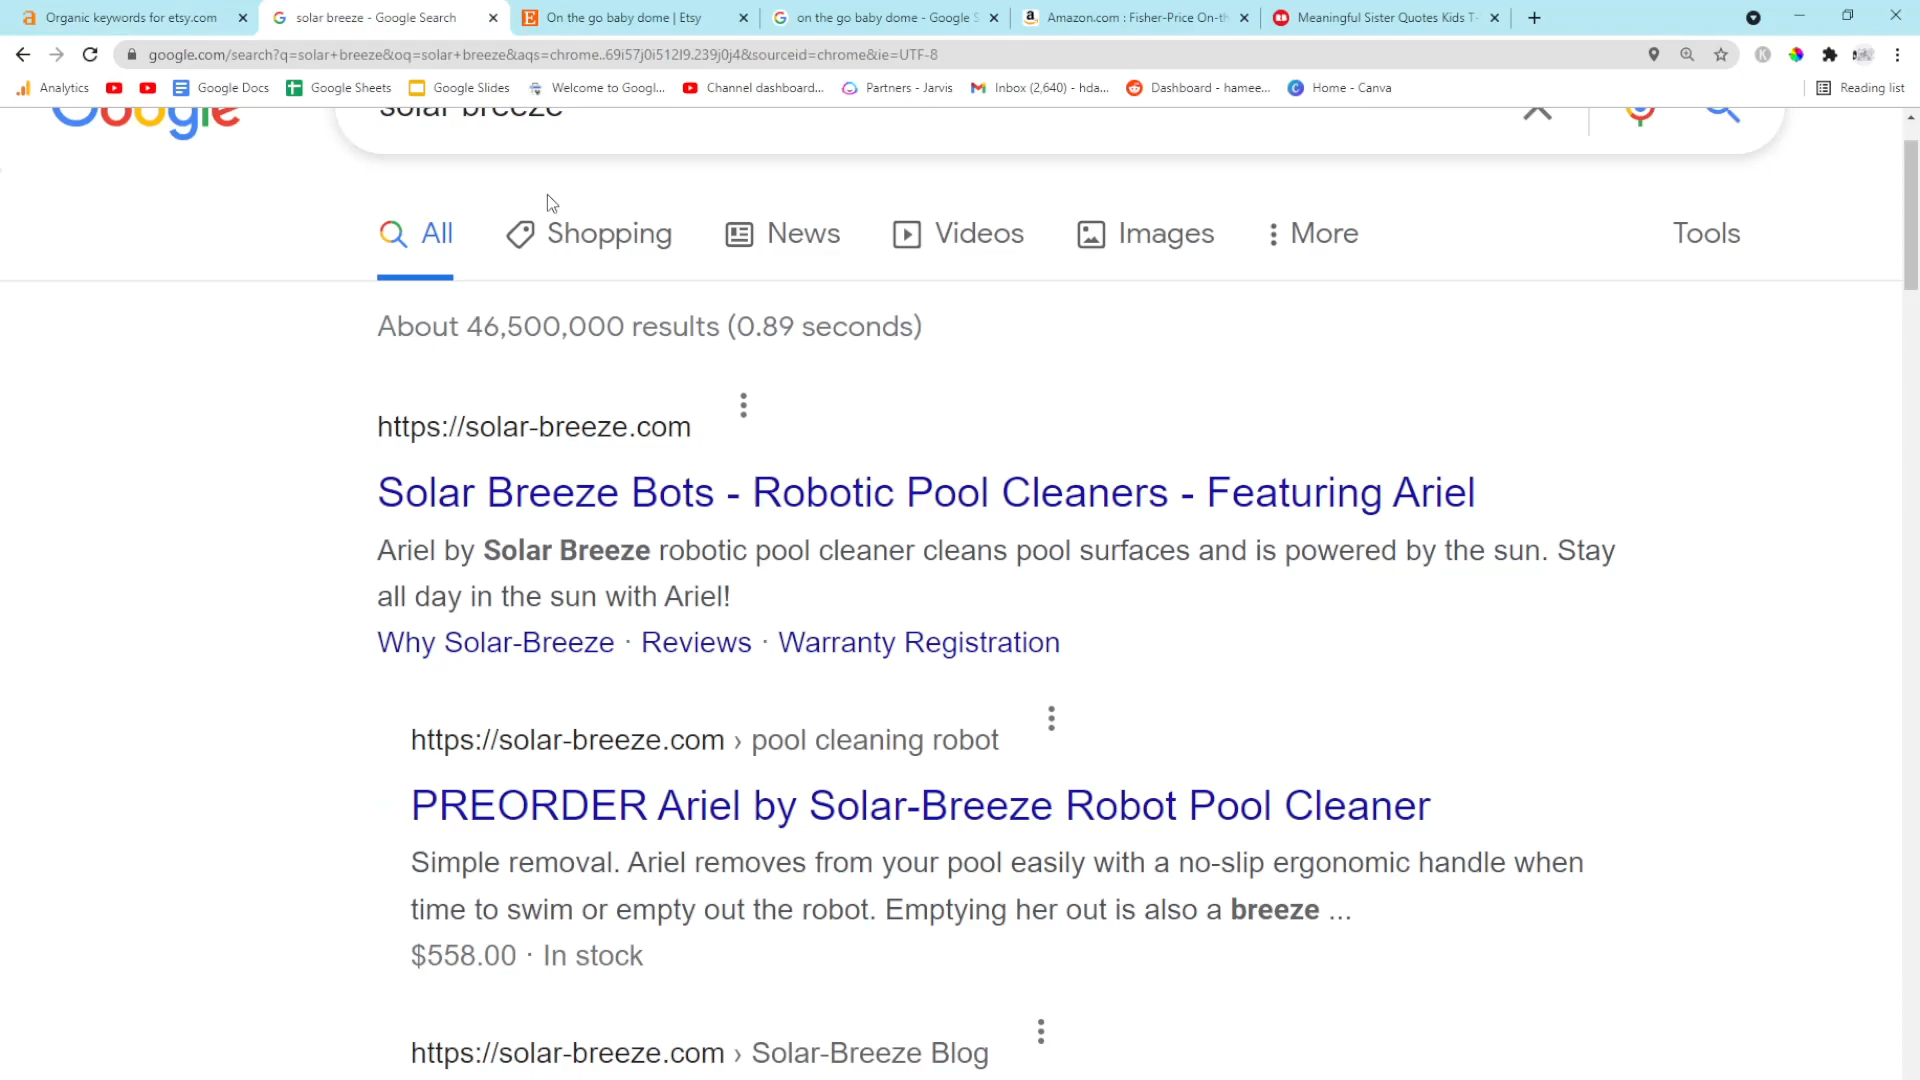 Organic keywords for etsy.com
solar breeze - Google Search
On the go baby dome | Etsy
on the go baby dome - Google S
Amazon.com : Fisher-Price On-th
Meaningful Sister Quotes Kids T-
google.com/search?q=solar+breeze&oq=solar+breeze&aqs=chrome..69i57j0i512l9.239j0j4&sourceid=chrome&ie=UTF-8
Analytics
Google Docs
Google Sheets
Google Slides
Welcome to Googl...
Channel dashboard...
Partners - Jarvis
Inbox (2,640) - hda...
Dashboard - hamee...
Home - Canva
Reading list
Google
solar breeze
All
Shopping
News
Videos
Images
More
Tools
About 46,500,000 results (0.89 seconds)
https://solar-breeze.com
Solar Breeze Bots - Robotic Pool Cleaners - Featuring Ariel
Ariel by Solar Breeze robotic pool cleaner cleans pool surfaces and is powered by the sun. Stay
all day in the sun with Ariel!
Why Solar-Breeze · Reviews · Warranty Registration
https://solar-breeze.com › pool cleaning robot
PREORDER Ariel by Solar-Breeze Robot Pool Cleaner
Simple removal. Ariel removes from your pool easily with a no-slip ergonomic handle when
time to swim or empty out the robot. Emptying her out is also a breeze ...
$558.00 · In stock
https://solar-breeze.com › Solar-Breeze Blog